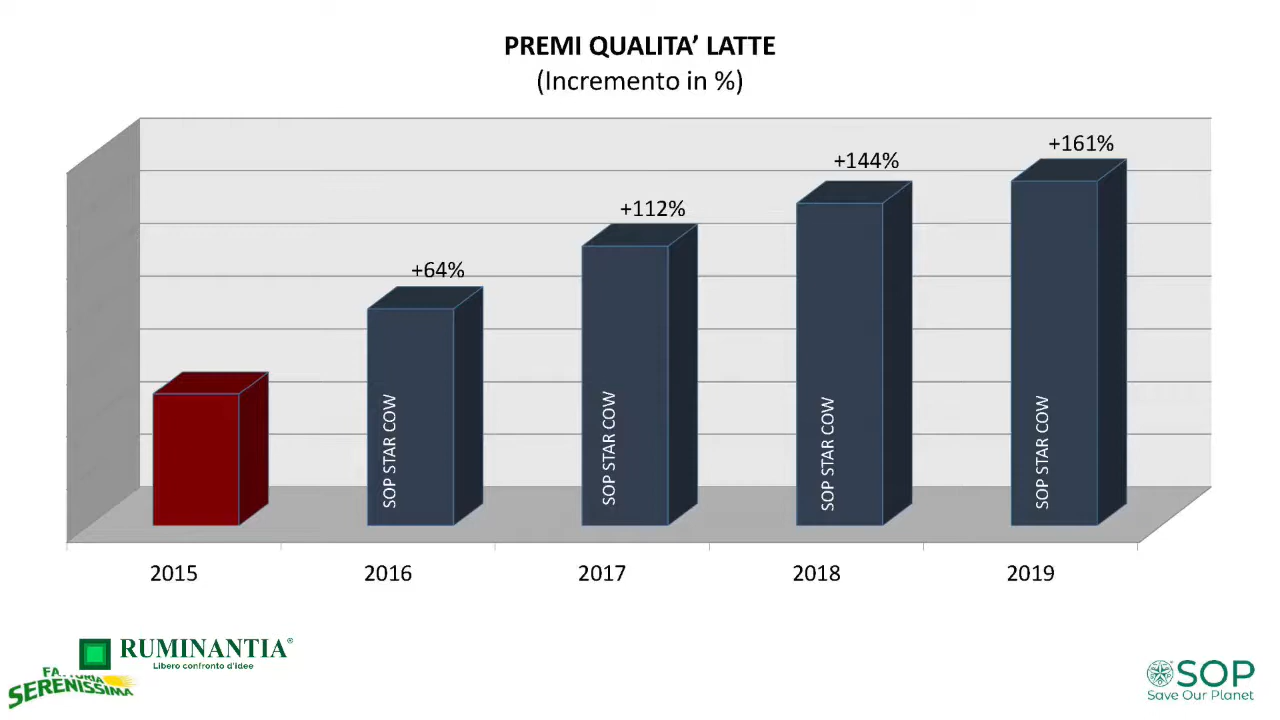 PREMI QUALITA’ LATTE
(Incremento in %)
+64%
+112%
+144%
+161%
SOP STAR COW
SOP STAR COW
SOP STAR COW
SOP STAR COW
2015
2016
2017
2018
2019
RUMINANTIA®
Libero confronto d'idee
FATTORIA
SERENISSIMA
SOP
Save Our Planet